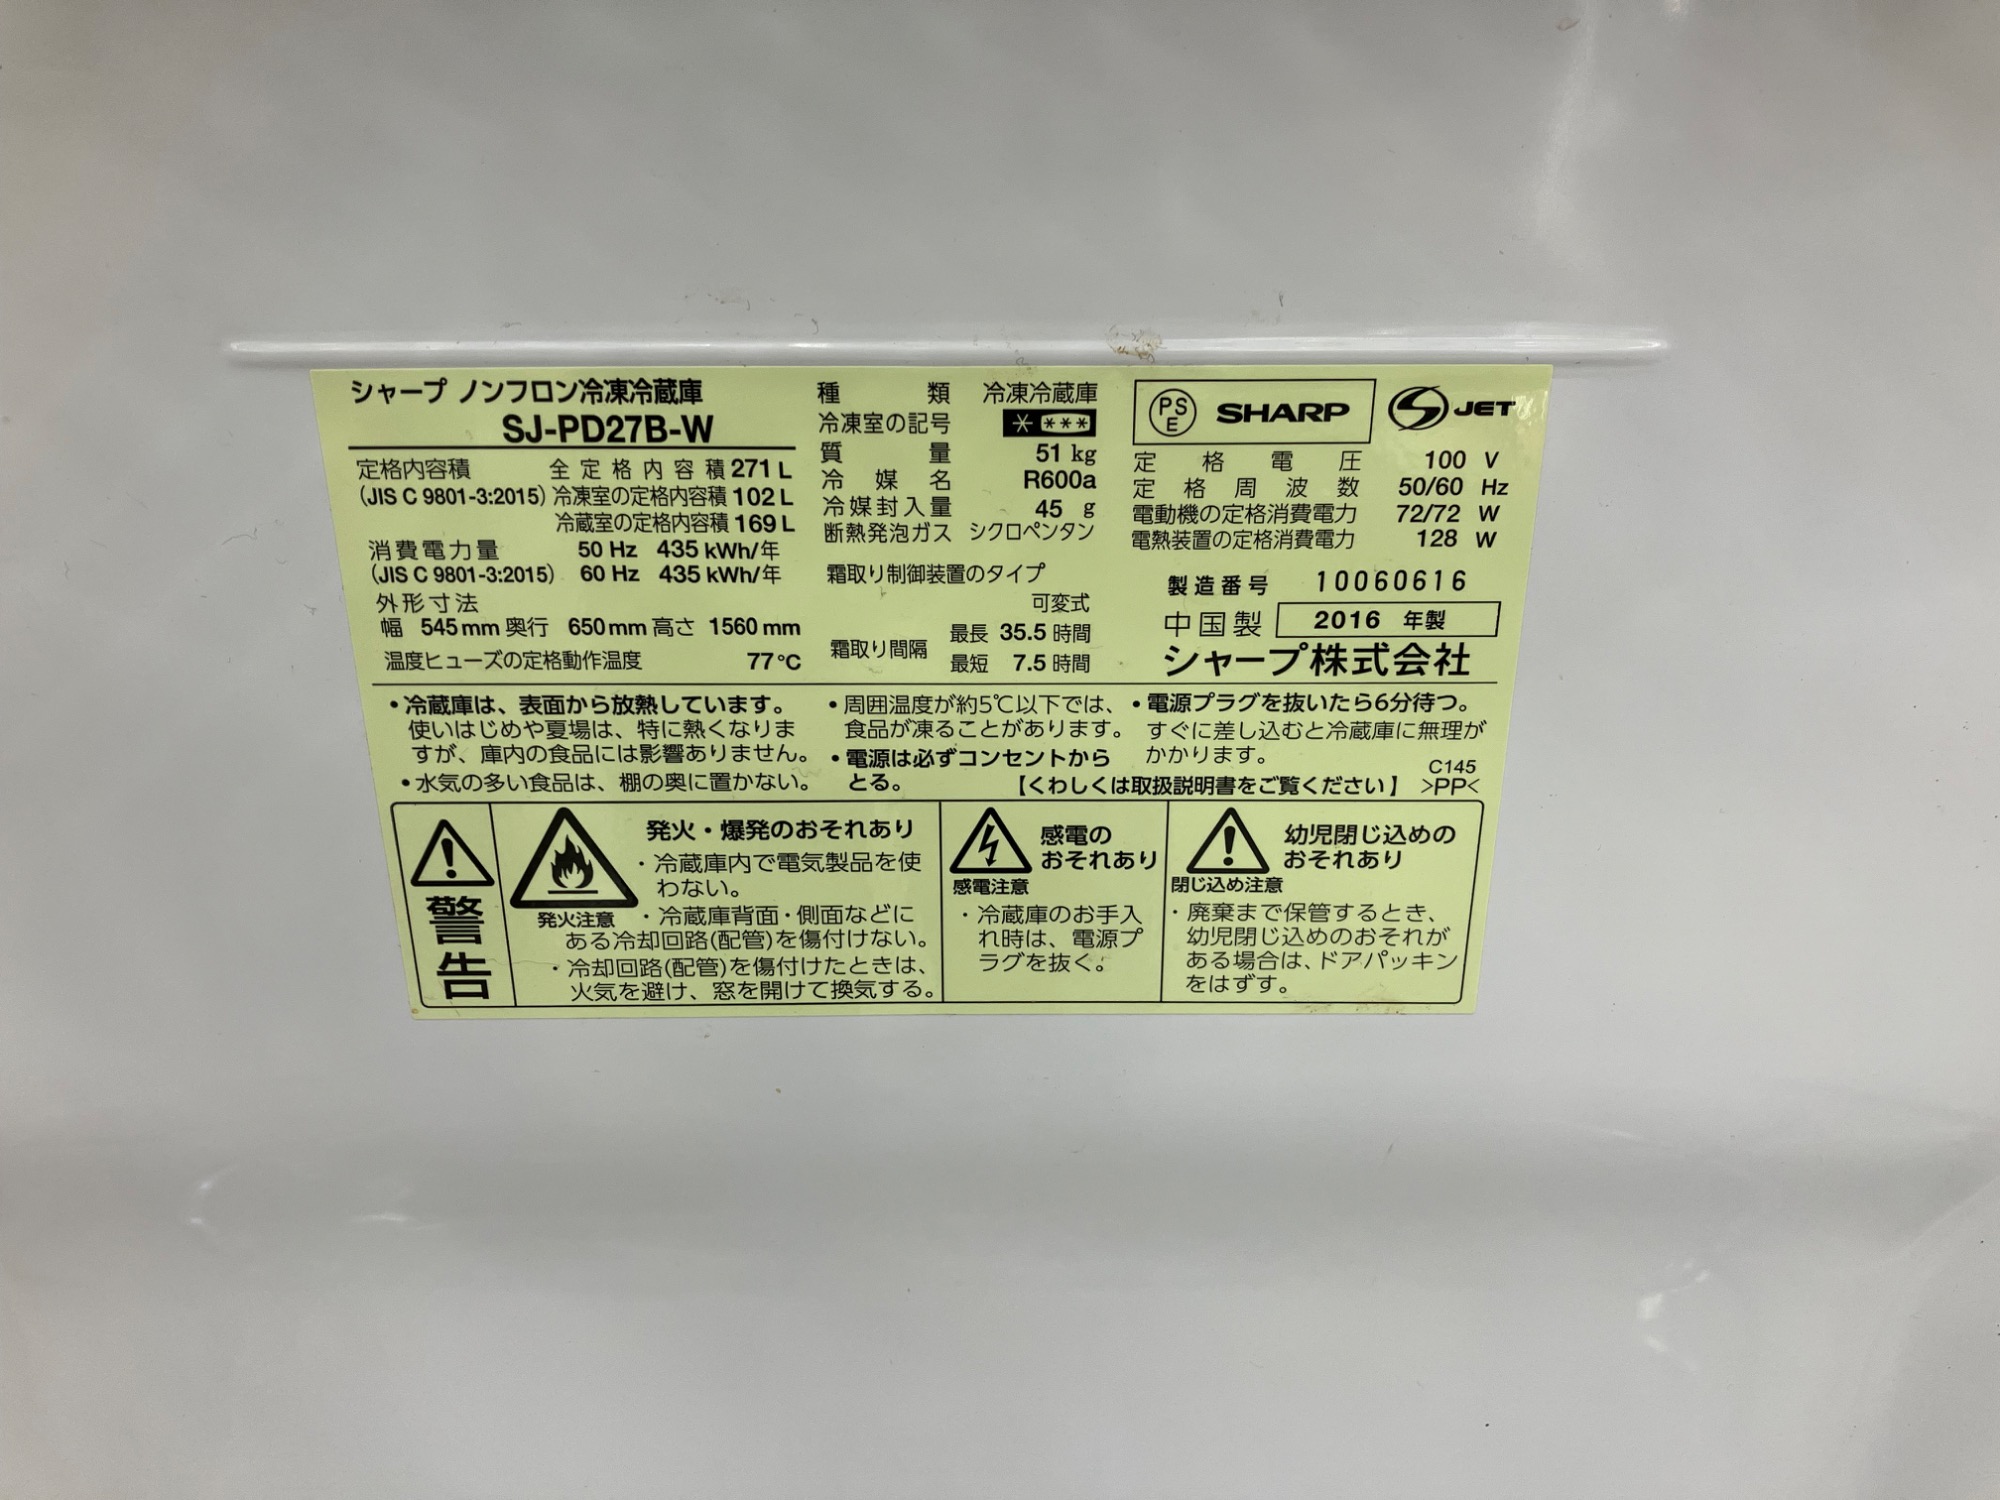 シャープ ノンフロン冷凍冷蔵庫
SJ-PD27B-W
定格内容積 全定格内容積 271 L
(JIS C 9801-3:2015) 冷凍室の定格内容積 102 L
冷蔵室の定格内容積 169 L
消費電力量 50 Hz 435 kWh/年
(JIS C 9801-3:2015) 60 Hz 435 kWh/年
外形寸法
幅 545 mm 奥行 650 mm 高さ 1560 mm
温度ヒューズの定格動作温度 77℃
種類 冷凍冷蔵庫
冷凍室の記号 * ***
質量 51 kg
冷媒名 R600a
冷媒封入量 45 g
断熱発泡ガス シクロペンタン
霜取り制御装置のタイプ
可変式
霜取り間隔 最長 35.5 時間
最短 7.5 時間
PSE SHARP S JET
定格電圧 100 V
定格周波数 50/60 Hz
電動機の定格消費電力 72/72 W
電熱装置の定格消費電力 128 W
製造番号 10060616
中国製 2016 年製
シャープ株式会社
・冷蔵庫は、表面から放熱しています。
使いはじめや夏場は、特に熱くなりま
すが、庫内の食品には影響ありません。
・水気の多い食品は、棚の奥に置かない。
・周囲温度が約5℃以下では、
食品が凍ることがあります。
・電源は必ずコンセントから
とる。
・電源プラグを抜いたら6分待つ。
すぐに差し込むと冷蔵庫に無理が
かかります。
C145
【くわしくは取扱説明書をご覧ください】 >PP<
警告
発火注意
発火・爆発のおそれあり
・冷蔵庫内で電気製品を使
わない。
・冷蔵庫背面・側面などに
ある冷却回路(配管)を傷付けない。
・冷却回路(配管)を傷付けたときは、
火気を避け、窓を開けて換気する。
感電の
おそれあり
感電注意
・冷蔵庫のお手入
れ時は、電源プ
ラグを抜く。
幼児閉じ込めの
おそれあり
閉じ込め注意
・廃棄まで保管するとき、
幼児閉じ込めのおそれが
ある場合は、ドアパッキン
をはずす。